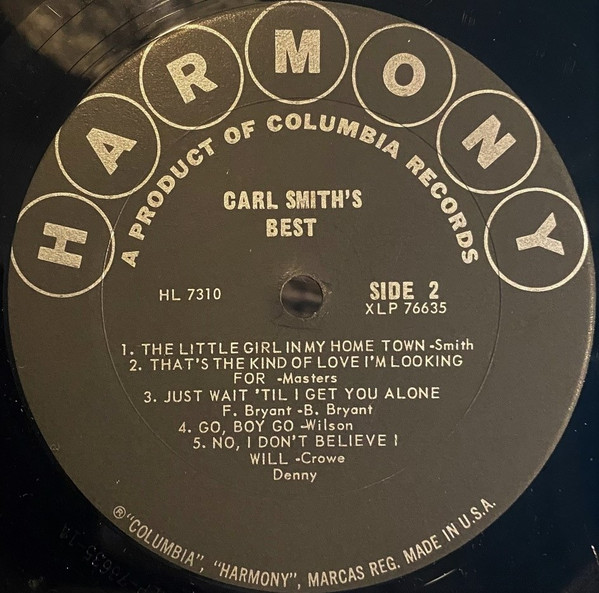 HARMONY
A PRODUCT OF COLUMBIA RECORDS
CARL SMITH'S
BEST
HL 7310
SIDE 2
XLP 76635
1. THE LITTLE GIRL IN MY HOME TOWN -Smith
2. THAT'S THE KIND OF LOVE I'M LOOKING
FOR -Masters
3. JUST WAIT 'TIL I GET YOU ALONE
F. Bryant -B. Bryant
4. GO, BOY GO -Wilson
5. NO, I DON'T BELIEVE I
WILL -Crowe
Denny
® "COLUMBIA", "HARMONY", MARCAS REG. MADE IN U.S.A.